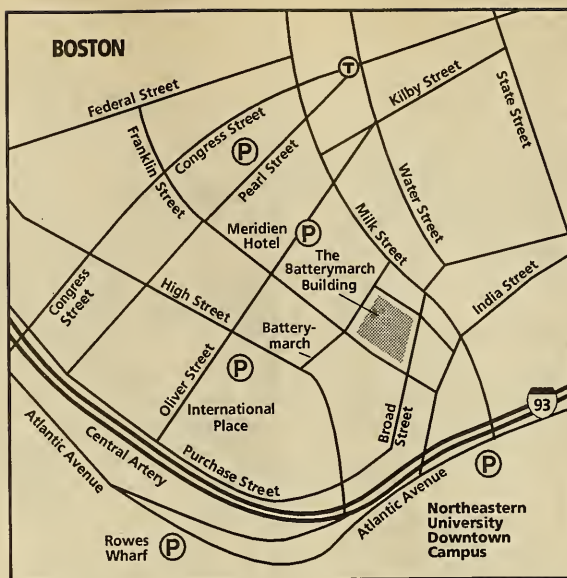 BOSTON
Federal Street
Franklin Street
Congress Street
P
Pearl Street
T
Kilby Street
State Street
Water Street
Milk Street
Meridien
Hotel
P
The
Batterymarch
Building
India Street
Congress
Street
High Street
Battery-
march
Oliver Street
P
International
Place
Broad
Street
93
Atlantic Avenue
Central Artery
Purchase Street
Atlantic Avenue
P
Northeastern
University
Downtown
Campus
Rowes
Wharf
P